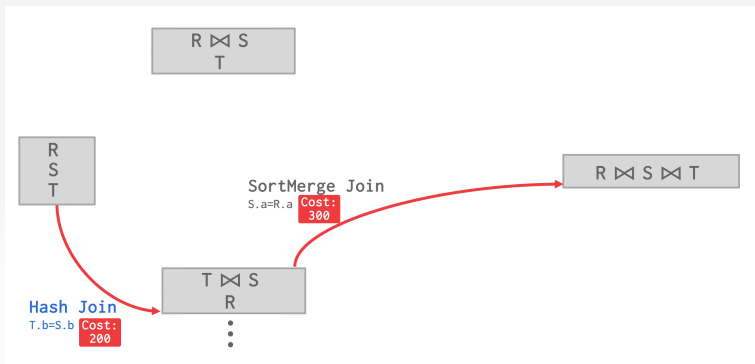 R ⋈ S
T
R
S
T
SortMerge Join
S.a=R.a
Cost:
300
R ⋈ S ⋈ T
T ⋈ S
R
Hash Join
T.b=S.b
Cost:
200